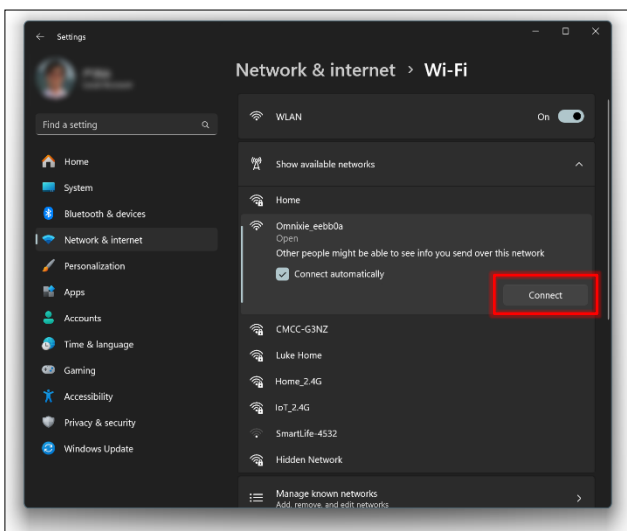 Settings
Network & internet > Wi-Fi
Find a setting
Home
System
Bluetooth & devices
Network & internet
Personalization
Apps
Accounts
Time & language
Gaming
Accessibility
Privacy & security
Windows Update
WLAN
On
Show available networks
Home
Omnixie_eebb0a
Open
Other people might be able to see info you send over this network
Connect automatically
Connect
CMCC-G3NZ
Luke Home
Home_2.4G
IoT_2.4G
SmartLife-4532
Hidden Network
Manage known networks
Add, remove, and edit networks